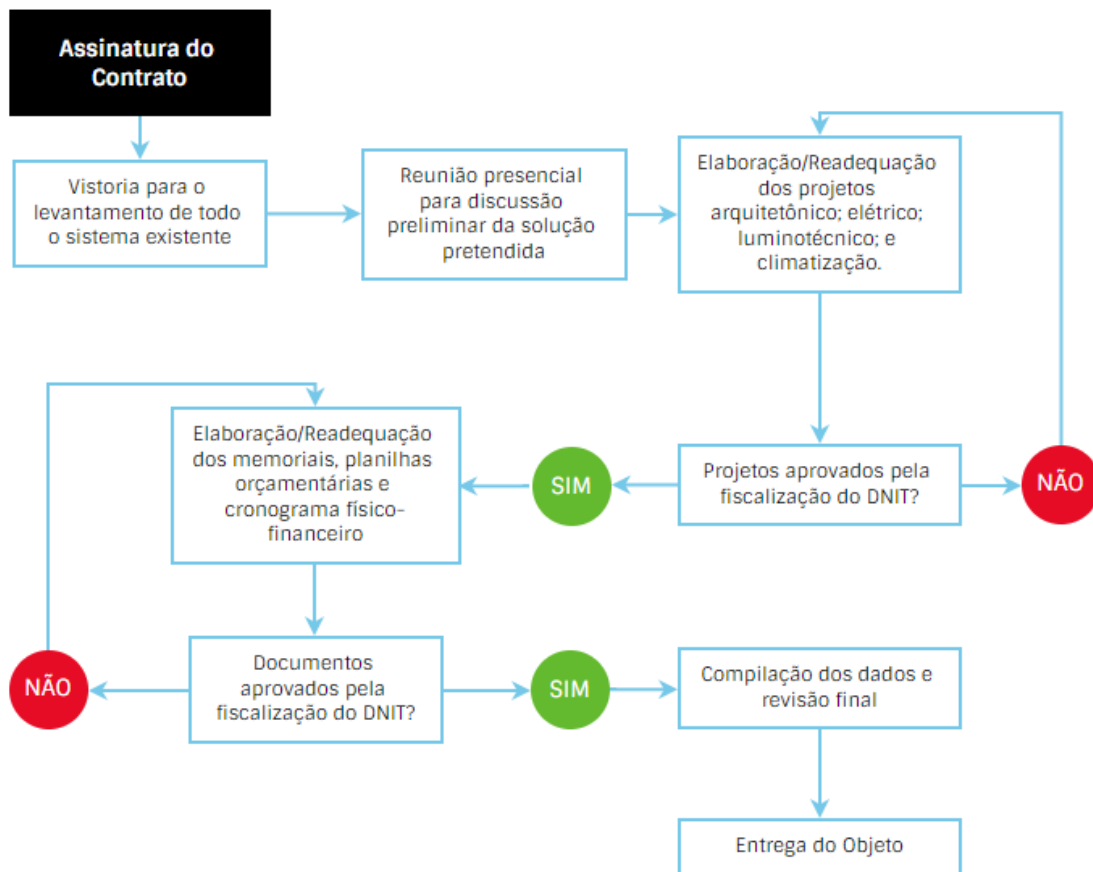 Assinatura do
Contrato
Vistoria para o
levantamento de todo
o sistema existente
Reunião presencial
para discussão
preliminar da solução
pretendida
Elaboração/Readequação
dos projetos
arquitetônico; elétrico;
luminotécnico; e
climatização.
Projetos aprovados pela
fiscalização do DNIT?
NÃO
SIM
Elaboração/Readequação
dos memoriais, planilhas
orçamentárias e
cronograma físico-
financeiro
Documentos
aprovados pela
fiscalização do DNIT?
NÃO
SIM
Compilação dos dados e
revisão final
Entrega do Objeto